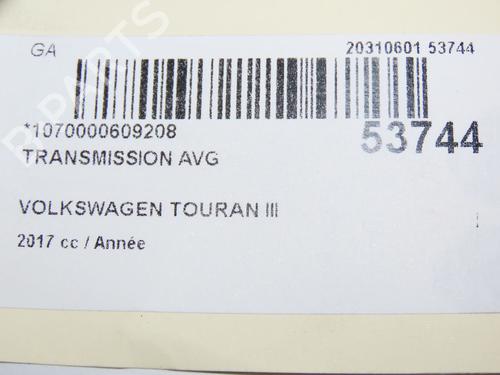 GA 20310601 53744
*1070000609208 53744
TRANSMISSION AVG
VOLKSWAGEN TOURAN III
2017 cc / Année